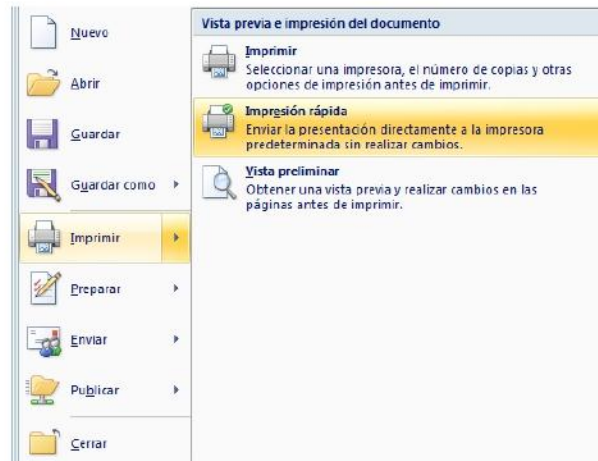 Nuevo
Abrir
Guardar
Guardar como
Imprimir
Preparar
Enviar
Publicar
Cerrar
Vista previa e impresión del documento
Imprimir
Seleccionar una impresora, el número de copias y otras
opciones de impresión antes de imprimir.
Impresión rápida
Enviar la presentación directamente a la impresora
predeterminada sin realizar cambios.
Vista preliminar
Obtener una vista previa y realizar cambios en las
páginas antes de imprimir.